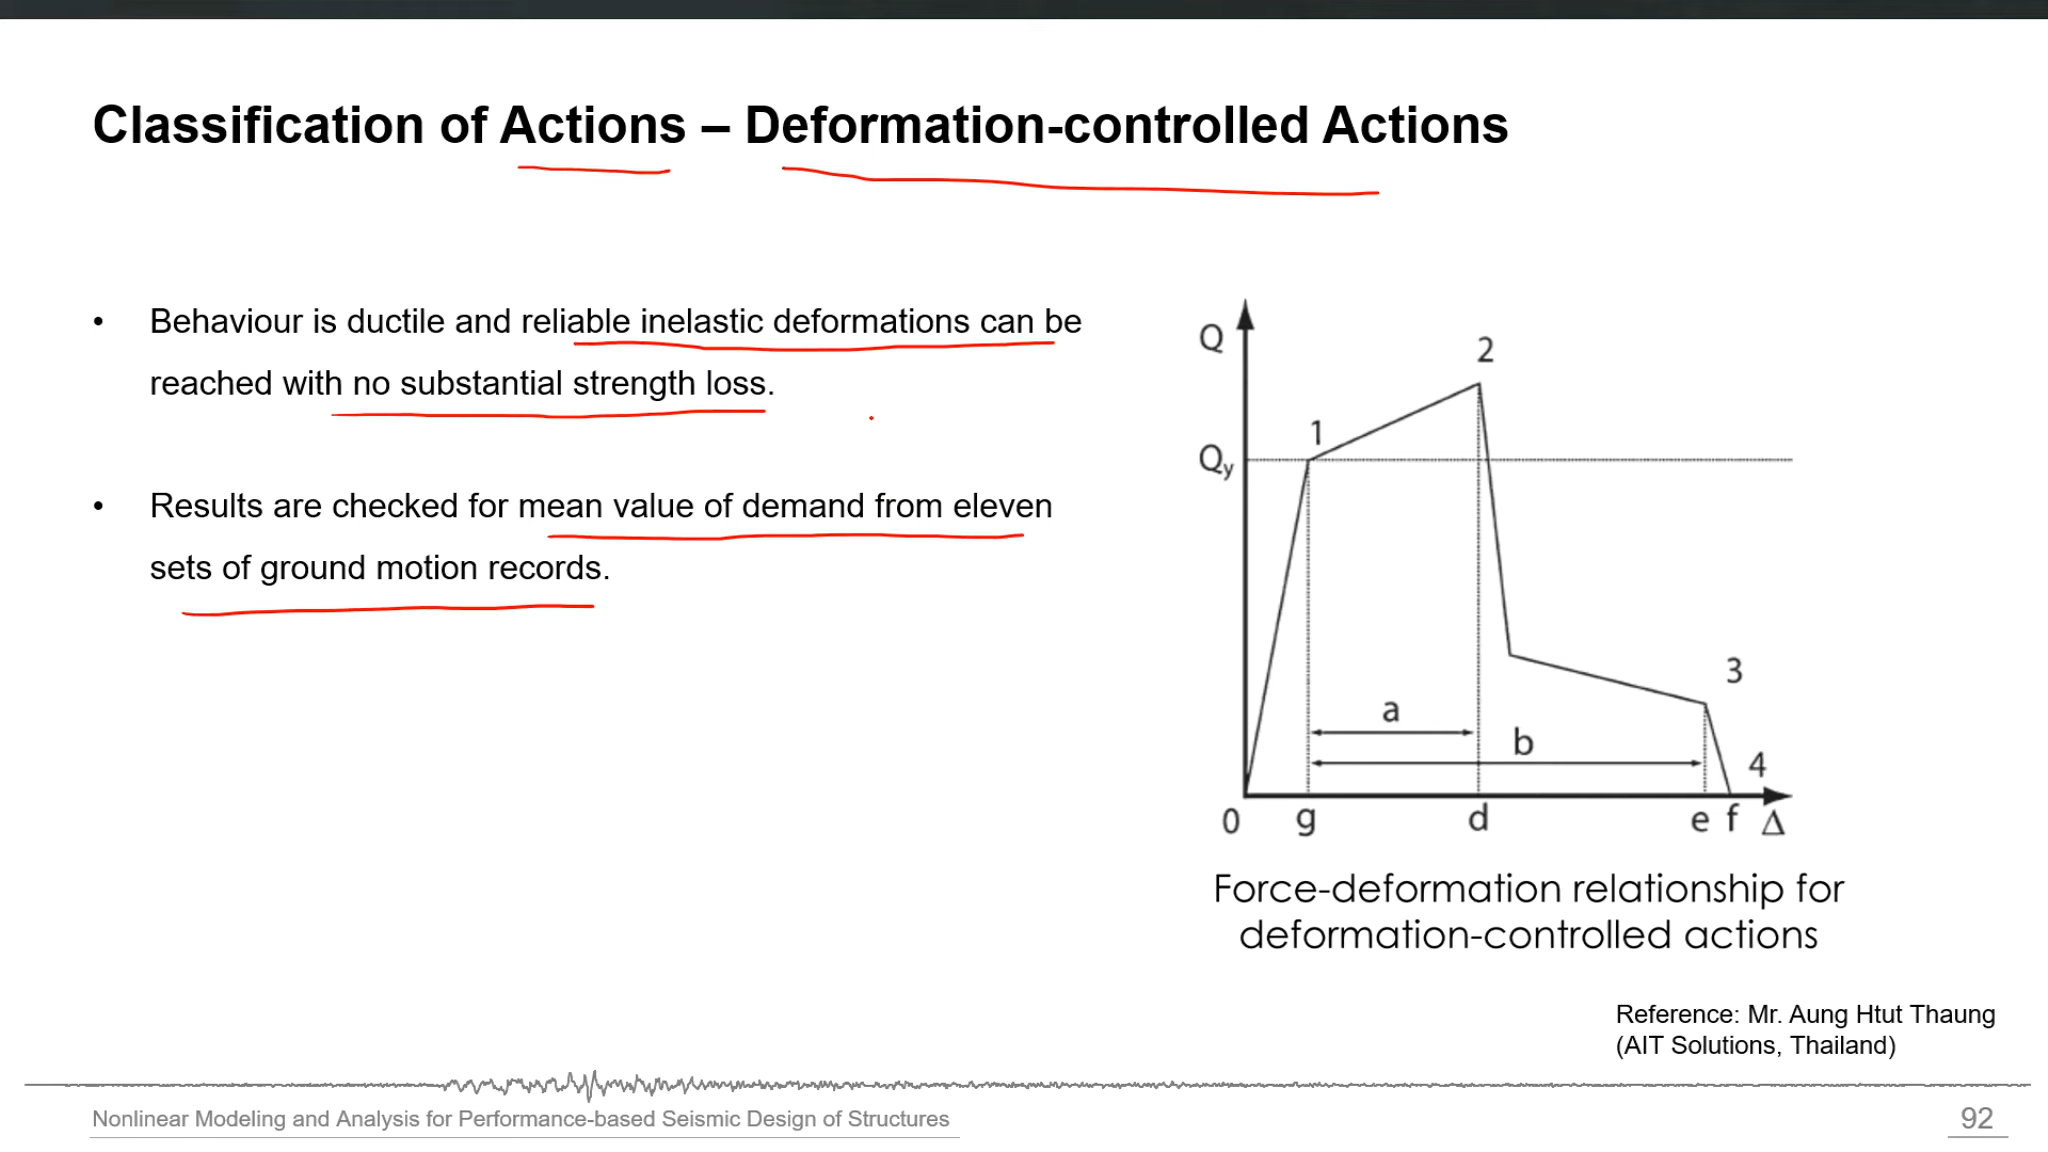 Classification of Actions – Deformation-controlled Actions
• Behaviour is ductile and reliable inelastic deformations can be
reached with no substantial strength loss.
• Results are checked for mean value of demand from eleven
sets of ground motion records.
Q
2
1
Qy
3
a
b
4
0 g d e f Δ
Force-deformation relationship for
deformation-controlled actions
Reference: Mr. Aung Htut Thaung
(AIT Solutions, Thailand)
Nonlinear Modeling and Analysis for Performance-based Seismic Design of Structures
92